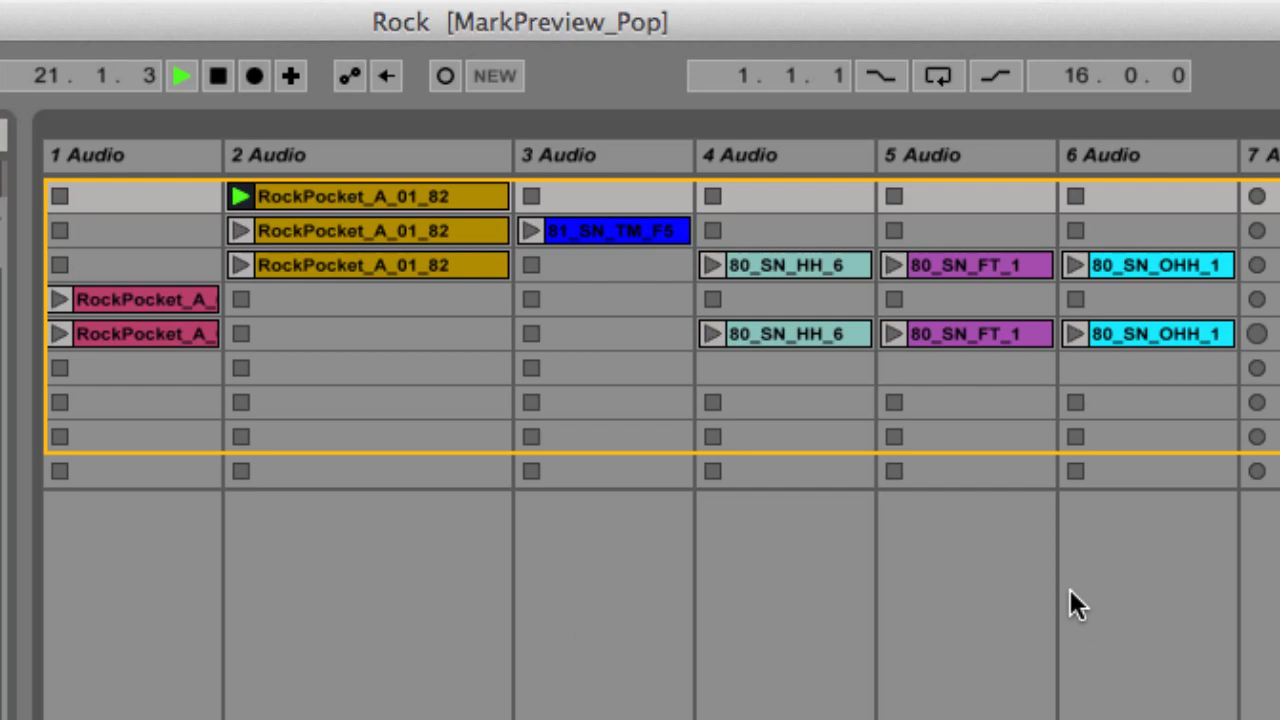 Rock [MarkPreview_Pop]
21. 1. 3 NEW 1. 1. 1 16. 0. 0
1 Audio 2 Audio 3 Audio 4 Audio 5 Audio 6 Audio 7 A
RockPocket_A_01_82
RockPocket_A_01_82 81_SN_TM_F5
RockPocket_A_01_82 80_SN_HH_6 80_SN_FT_1 80_SN_OHH_1
RockPocket_A_
RockPocket_A_ 80_SN_HH_6 80_SN_FT_1 80_SN_OHH_1